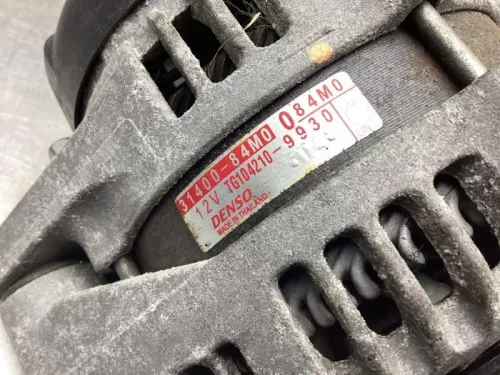 31400-84M0 084M0
12V TG104210-9930
DENSO
MADE IN THAILAND